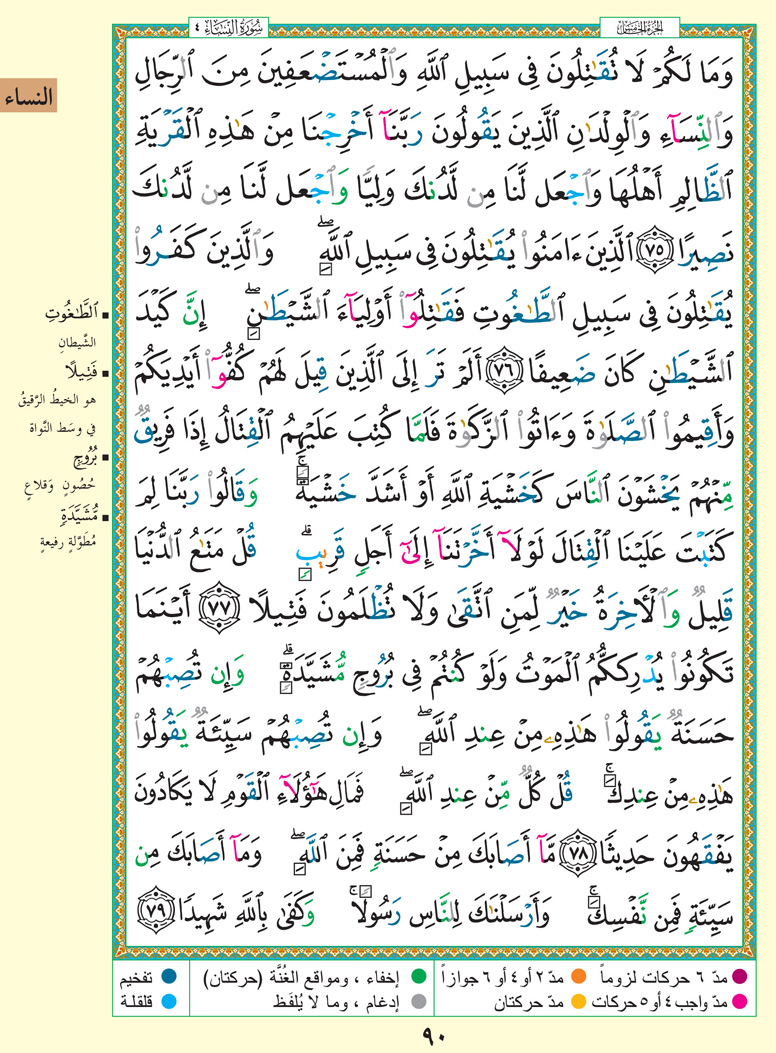 سُورَةُ النِّسَاءِ ٤
الجزء الخامس
النساء
وَمَا لَكُمْ لَا تُقَٰتِلُونَ فِى سَبِيلِ ٱللَّهِ وَٱلْمُسْتَضْعَفِينَ مِنَ ٱلرِّجَالِ
وَٱلنِّسَآءِ وَٱلْوِلْدَٰنِ ٱلَّذِينَ يَقُولُونَ رَبَّنَآ أَخْرِجْنَا مِنْ هَٰذِهِ ٱلْقَرْيَةِ
ٱلظَّالِمِ أَهْلُهَا وَٱجْعَل لَّنَا مِن لَّدُنكَ وَلِيًّا وَٱجْعَل لَّنَا مِن لَّدُنكَ
نَصِيرًا ٧٥ ٱلَّذِينَ ءَامَنُوا۟ يُقَٰتِلُونَ فِى سَبِيلِ ٱللَّهِ ۖ وَٱلَّذِينَ كَفَرُوا۟
يُقَٰتِلُونَ فِى سَبِيلِ ٱلطَّٰغُوتِ فَقَٰتِلُوٓا۟ أَوْلِيَآءَ ٱلشَّيْطَٰنِ ۖ إِنَّ كَيْدَ
ٱلشَّيْطَٰنِ كَانَ ضَعِيفًا ٧٦ أَلَمْ تَرَ إِلَى ٱلَّذِينَ قِيلَ لَهُمْ كُفُّوٓا۟ أَيْدِيَكُمْ
وَأَقِيمُوا۟ ٱلصَّلَوٰةَ وَءَاتُوا۟ ٱلزَّكَوٰةَ فَلَمَّا كُتِبَ عَلَيْهِمُ ٱلْقِتَالُ إِذَا فَرِيقٌ
مِّنْهُمْ يَخْشَوْنَ ٱلنَّاسَ كَخَشْيَةِ ٱللَّهِ أَوْ أَشَدَّ خَشْيَةً ۚ وَقَالُوا۟ رَبَّنَا لِمَ
كَتَبْتَ عَلَيْنَا ٱلْقِتَالَ لَوْلَآ أَخَّرْتَنَآ إِلَىٰٓ أَجَلٍ قَرِيبٍ ۗ قُلْ مَتَٰعُ ٱلدُّنْيَا
قَلِيلٌ وَٱلْءَاخِرَةُ خَيْرٌ لِّمَنِ ٱتَّقَىٰ وَلَا تُظْلَمُونَ فَتِيلًا ٧٧ أَيْنَمَا
تَكُونُوا۟ يُدْرِككُّمُ ٱلْمَوْتُ وَلَوْ كُنتُمْ فِى بُرُوجٍ مُّشَيَّدَةٍ ۗ وَإِن تُصِبْهُمْ
حَسَنَةٌ يَقُولُوا۟ هَٰذِهِۦ مِنْ عِندِ ٱللَّهِ ۖ وَإِن تُصِبْهُمْ سَيِّئَةٌ يَقُولُوا۟
هَٰذِهِۦ مِنْ عِندِكَ ۚ قُلْ كُلٌّ مِّنْ عِندِ ٱللَّهِ ۖ فَمَالِ هَٰٓؤُلَآءِ ٱلْقَوْمِ لَا يَكَادُونَ
يَفْقَهُونَ حَدِيثًا ٧٨ مَّآ أَصَابَكَ مِنْ حَسَنَةٍ فَمِنَ ٱللَّهِ ۖ وَمَآ أَصَابَكَ مِن
سَيِّئَةٍ فَمِن نَّفْسِكَ ۚ وَأَرْسَلْنَٰكَ لِلنَّاسِ رَسُولًا ۚ وَكَفَىٰ بِٱللَّهِ شَهِيدًا ٧٩
ٱلطَّٰغُوتِ
الشَّيطانِ
فَتِيلًا
هو الخيطُ الرَّقيقُ
في وسَط النَّواة
بُرُوجٍ
حُصُونٍ وَقلاعٍ
مُّشَيَّدَةٍ
مُطَوَّلةٍ رفيعةٍ
مدّ ٦ حركات لزوماً مدّ ٢ أو ٤ أو ٦ جوازاً إخفاء ، ومواقع الغُنَّة (حركتان) تفخيم
مدّ واجب ٤ أو ٥ حركات مدّ حركتان إدغام ، وما لا يُلفَظ قلقلة
٩٠